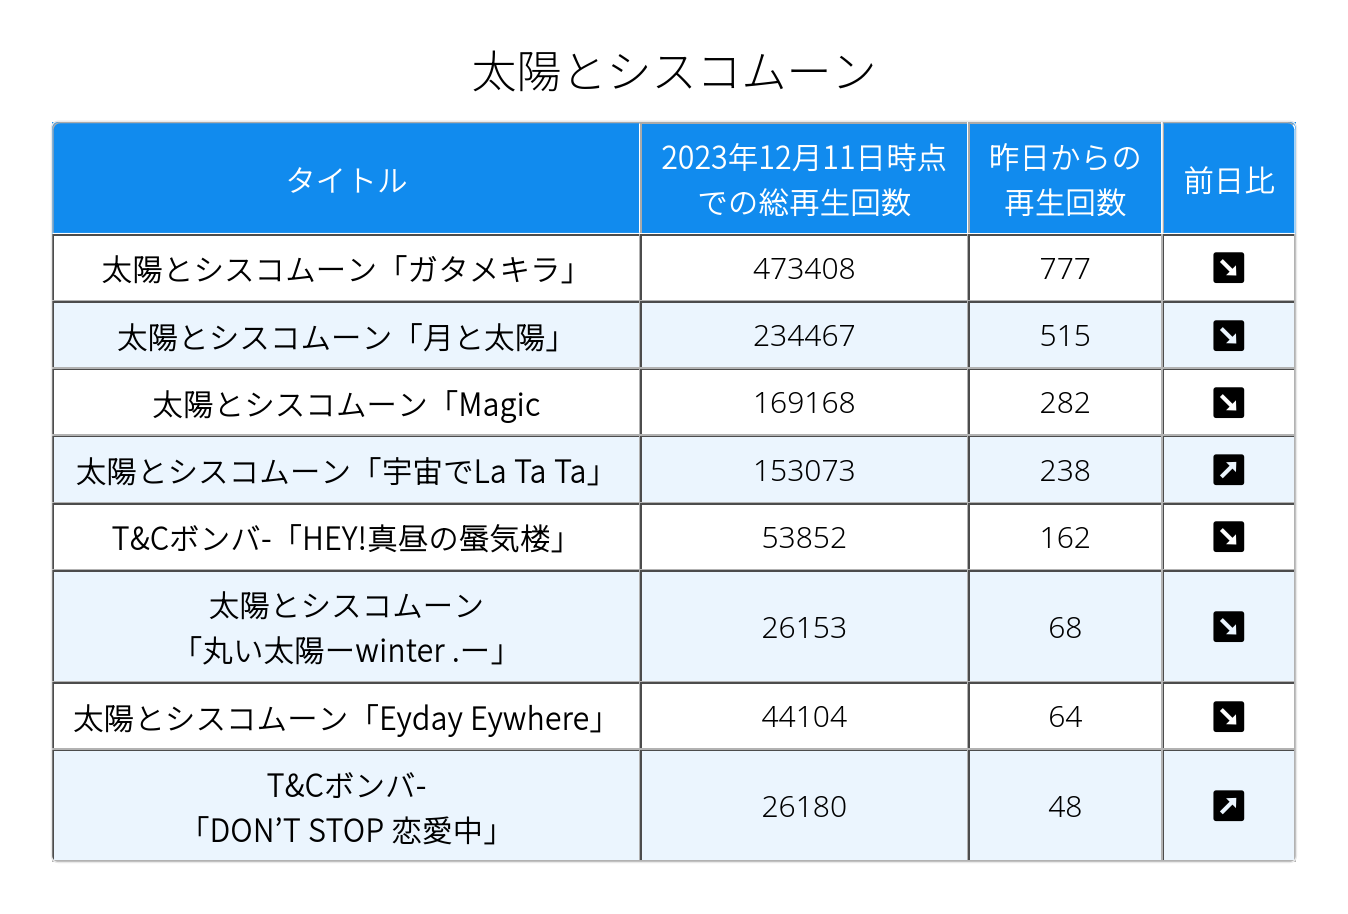 太陽とシスコムーン
タイトル
2023年12月11日時点
での総再生回数
昨日からの
再生回数
前日比
太陽とシスコムーン「ガタメキラ」 473408 777 ↘
太陽とシスコムーン「月と太陽」 234467 515 ↘
太陽とシスコムーン「Magic 169168 282 ↘
太陽とシスコムーン「宇宙でLa Ta Ta」 153073 238 ↗
T&Cボンバ-「HEY!真昼の蜃気楼」 53852 162 ↘
太陽とシスコムーン
「丸い太陽ーwinter .ー」 26153 68 ↘
太陽とシスコムーン「Eyday Eywhere」 44104 64 ↘
T&Cボンバ-
「DON’T STOP 恋愛中」 26180 48 ↗